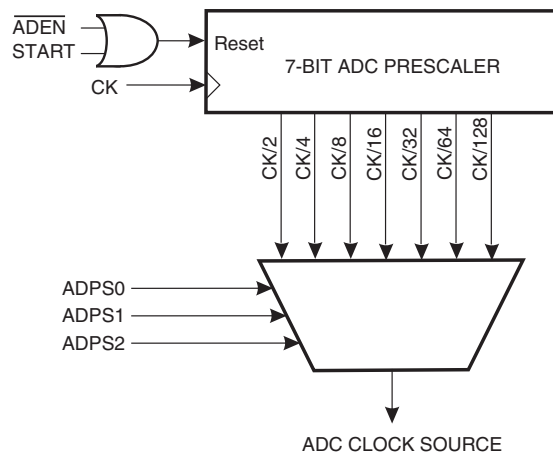 ADEN
START
Reset
7-BIT ADC PRESCALER
CK
CK/2
CK/4
CK/8
CK/16
CK/32
CK/64
CK/128
ADPS0
ADPS1
ADPS2
ADC CLOCK SOURCE